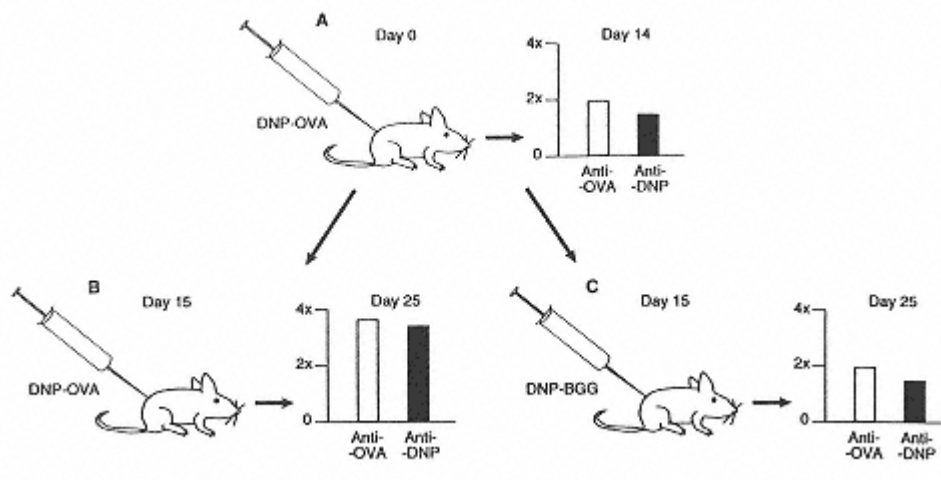 A
Day 0
Day 14
4x
2x
0
DNP-OVA
Anti-
-OVA
Anti-
-DNP
B
Day 15
Day 25
4x
2x
0
DNP-OVA
Anti-
-OVA
Anti-
-DNP
C
Day 15
Day 25
4x
2x
0
DNP-BGG
Anti-
-OVA
Anti-
-DNP